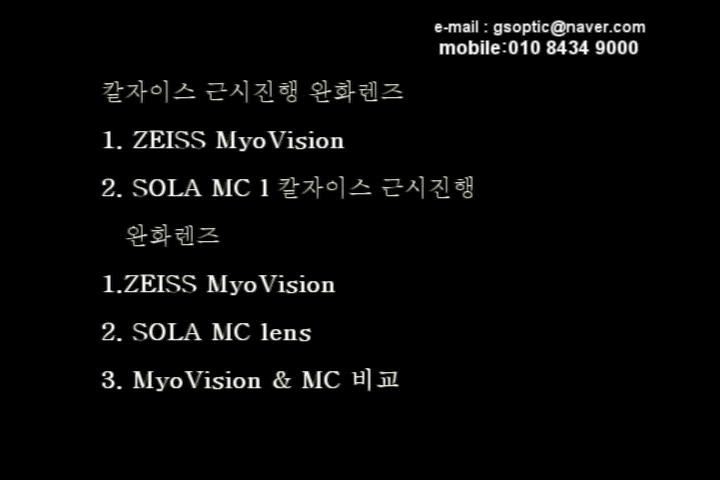 e-mail : gsoptic@naver.com
mobile:010 8434 9000
칼자이스 근시진행 완화렌즈
1. ZEISS MyoVision
2. SOLA MC l 칼자이스 근시진행
완화렌즈
1.ZEISS MyoVision
2. SOLA MC lens
3. MyoVision & MC 비교